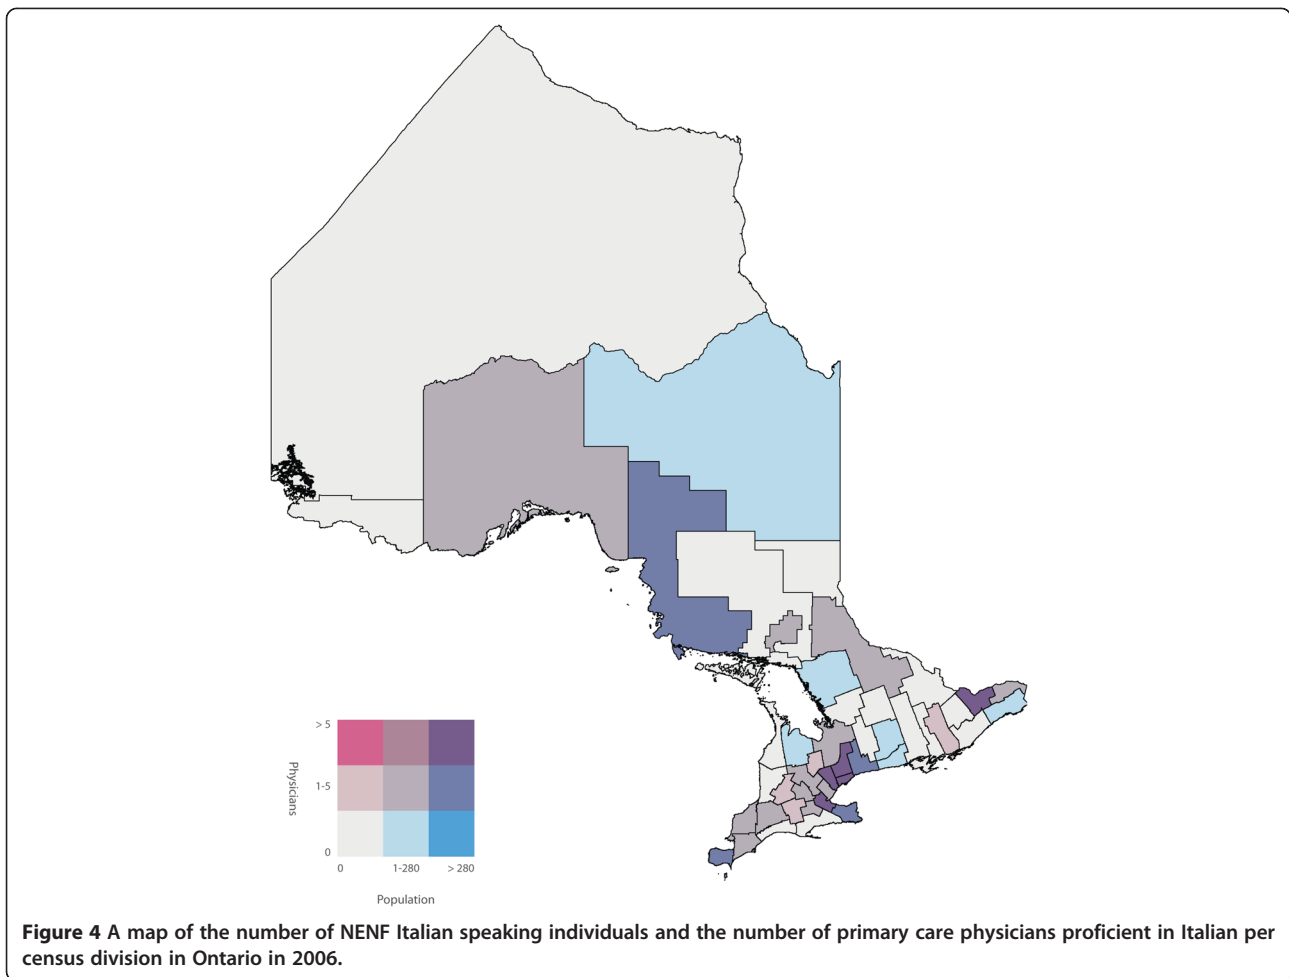 > 5
1-5
0
Physicians
0 1-280 > 280
Population
Figure 4 A map of the number of NENF Italian speaking individuals and the number of primary care physicians proficient in Italian per
census division in Ontario in 2006.